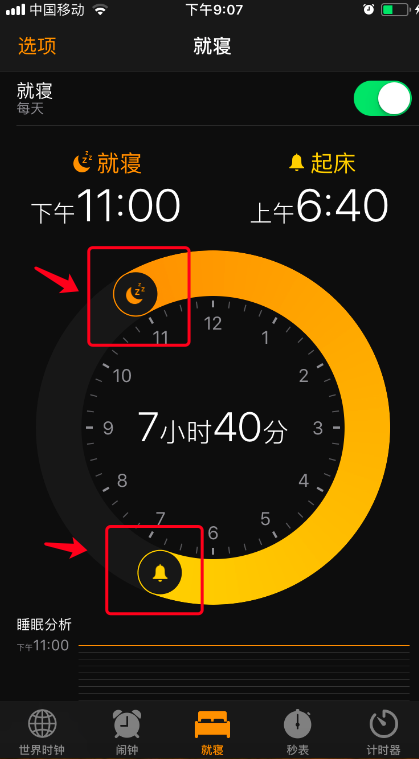 中国移动 下午9:07
选项 就寝
就寝
每天
就寝 起床
下午11:00 上午6:40
12
11 1
10 2
7小时40分
9 3
8 4
7 5
6
睡眠分析
下午11:00
世界时钟 闹钟 就寝 秒表 计时器